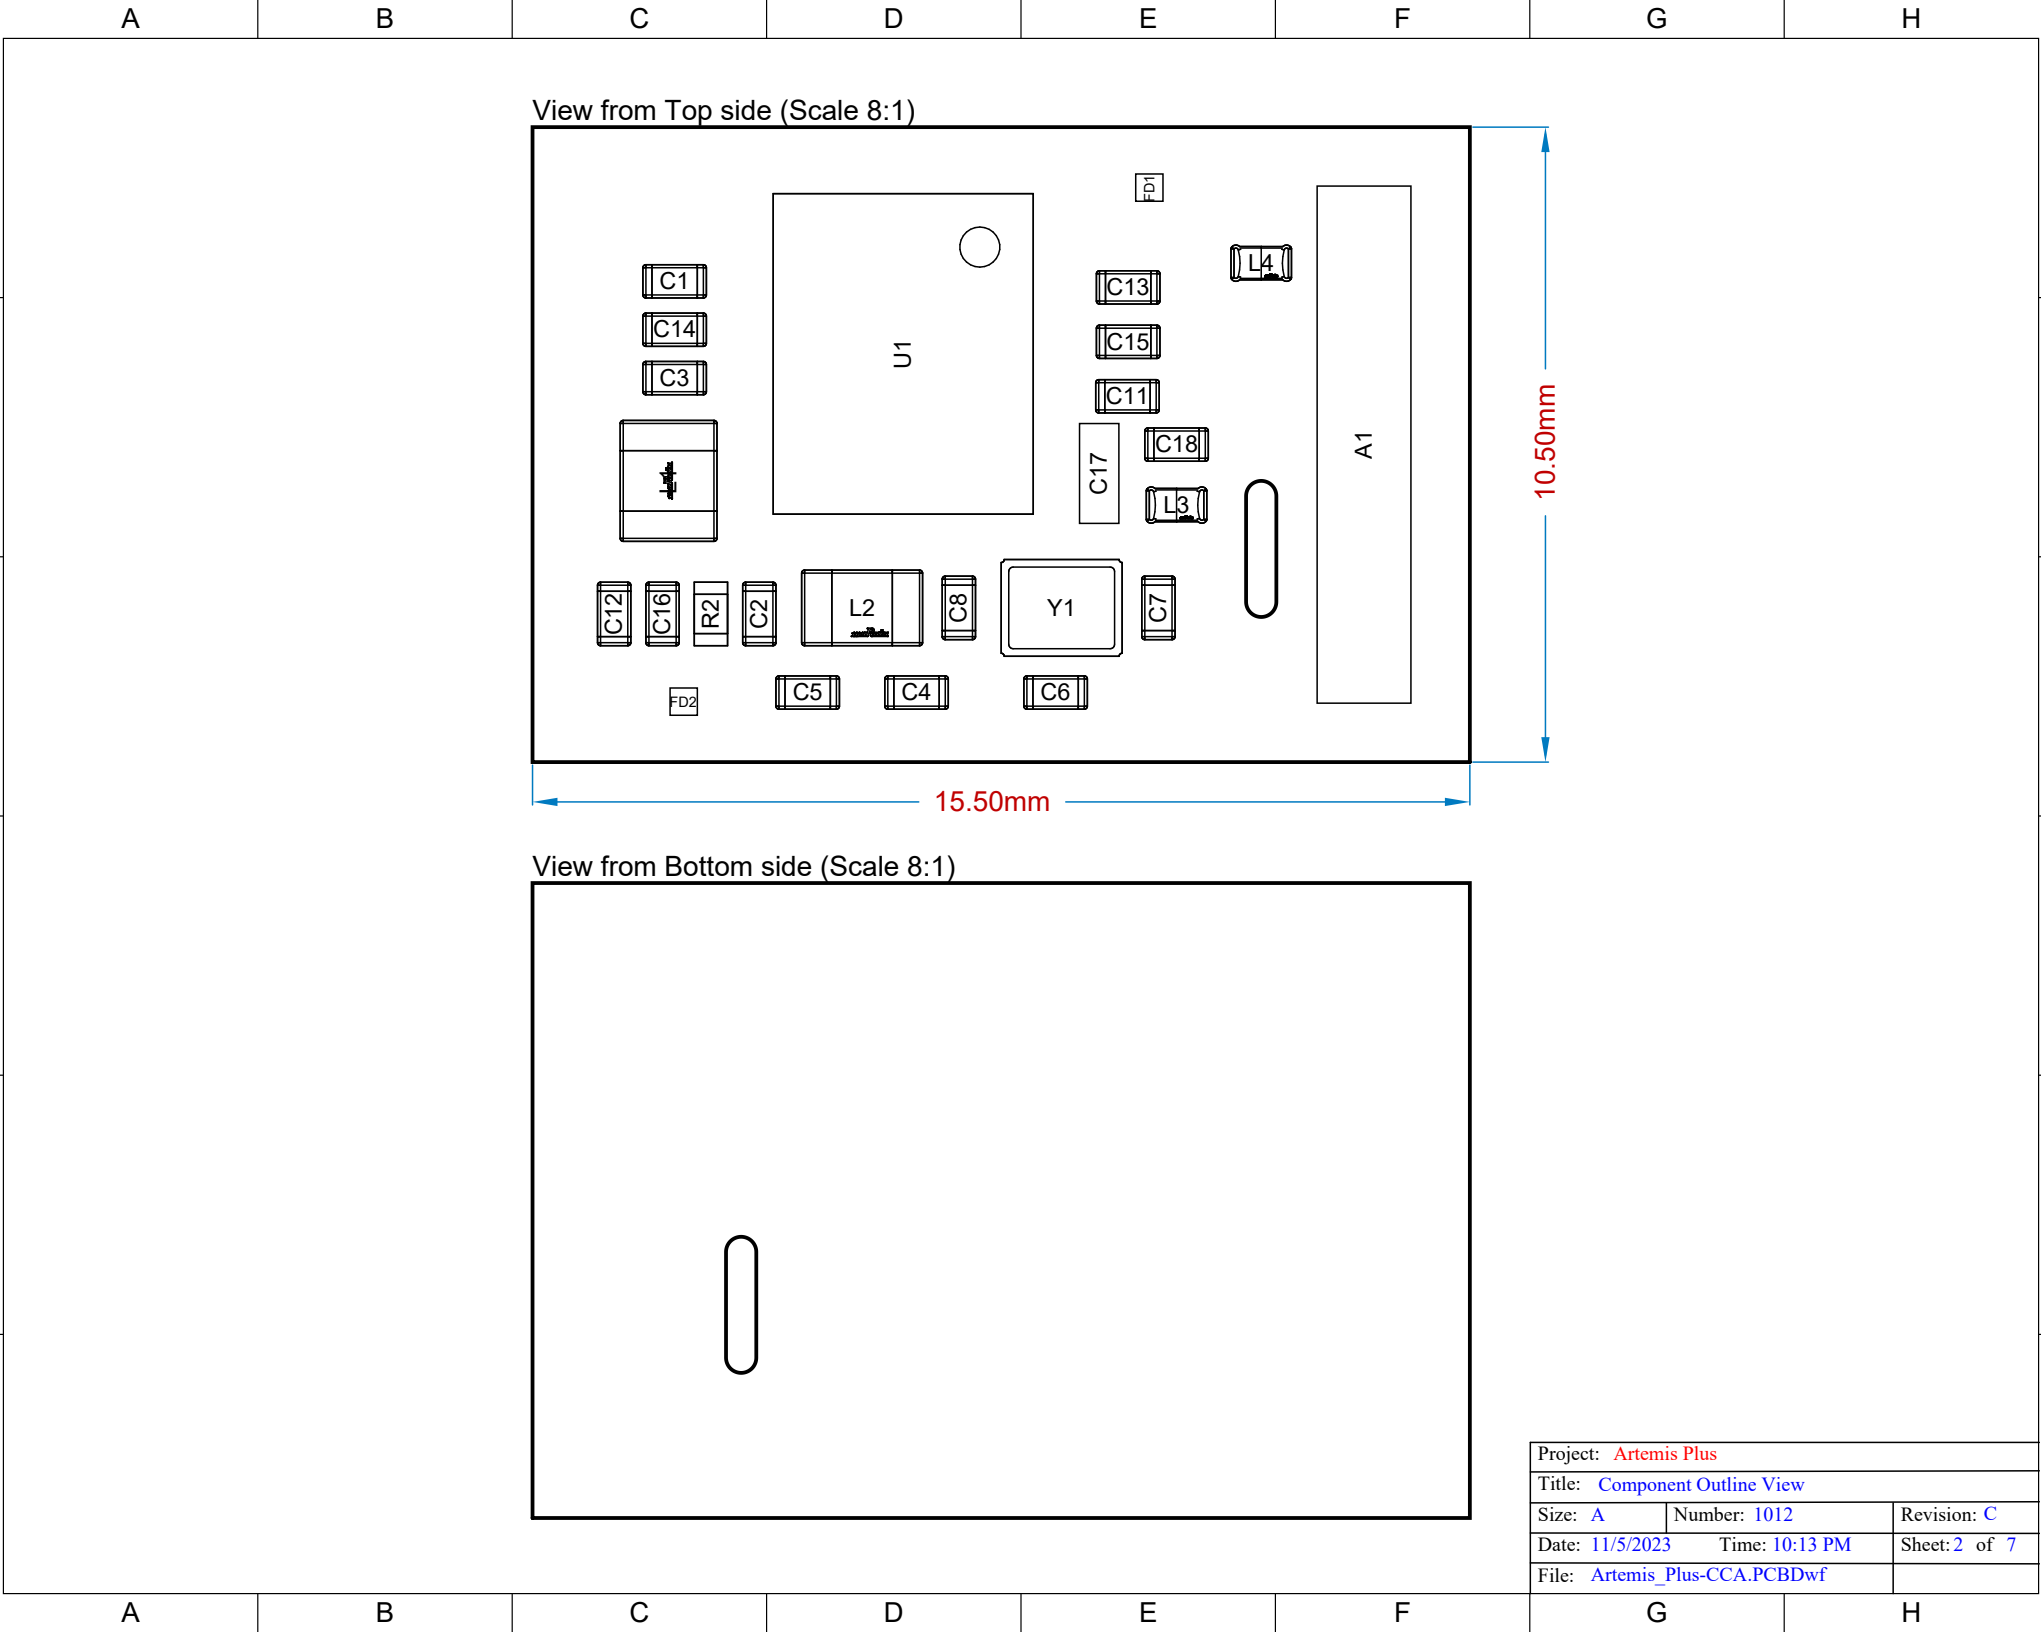 A B C D E F G H
View from Top side (Scale 8:1)
FD1
L4
C1
C13
C14
U1
C15
C3
C11
A1
10.50mm
C18
C17
L1
L3
C12 C16 R2 C2 L2 C8 Y1 C7
FD2
C5 C4 C6
15.50mm
View from Bottom side (Scale 8:1)
Project: Artemis Plus
Title: Component Outline View
Size: A Number: 1012 Revision: C
Date: 11/5/2023 Time: 10:13 PM Sheet: 2 of 7
File: Artemis_Plus-CCA.PCBDwf
A B C D E F G H